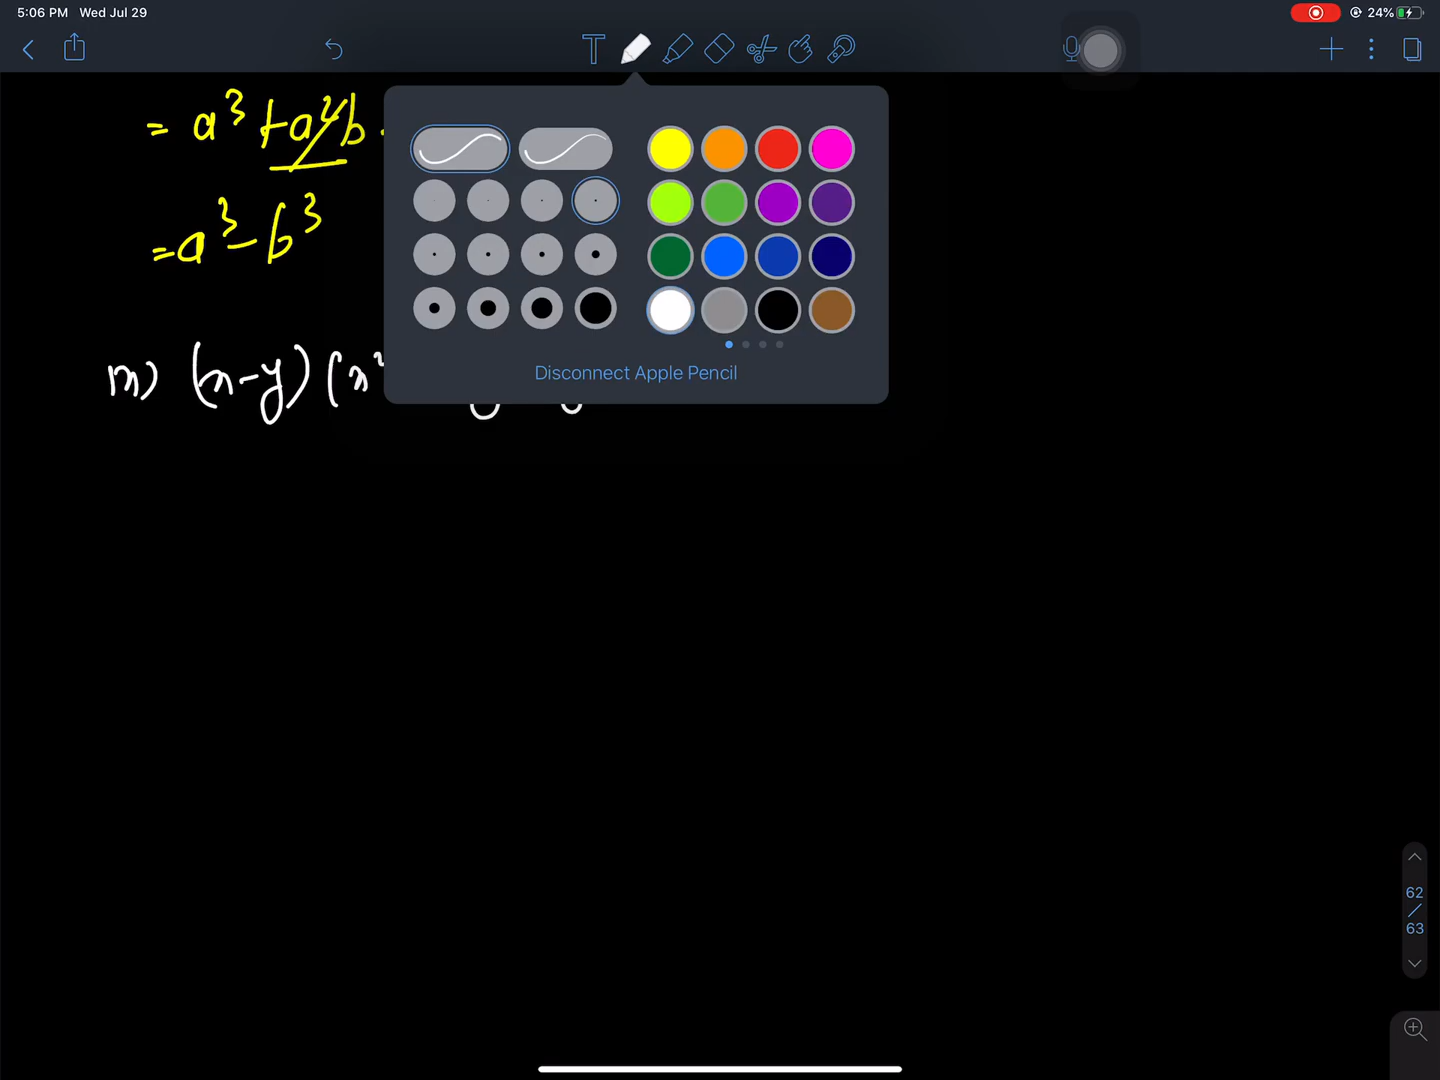 5:06 PM Wed Jul 29
24%
= a³ + a²b
= a³ - b³
m) (x-y) (x²
Disconnect Apple Pencil
62
/
63